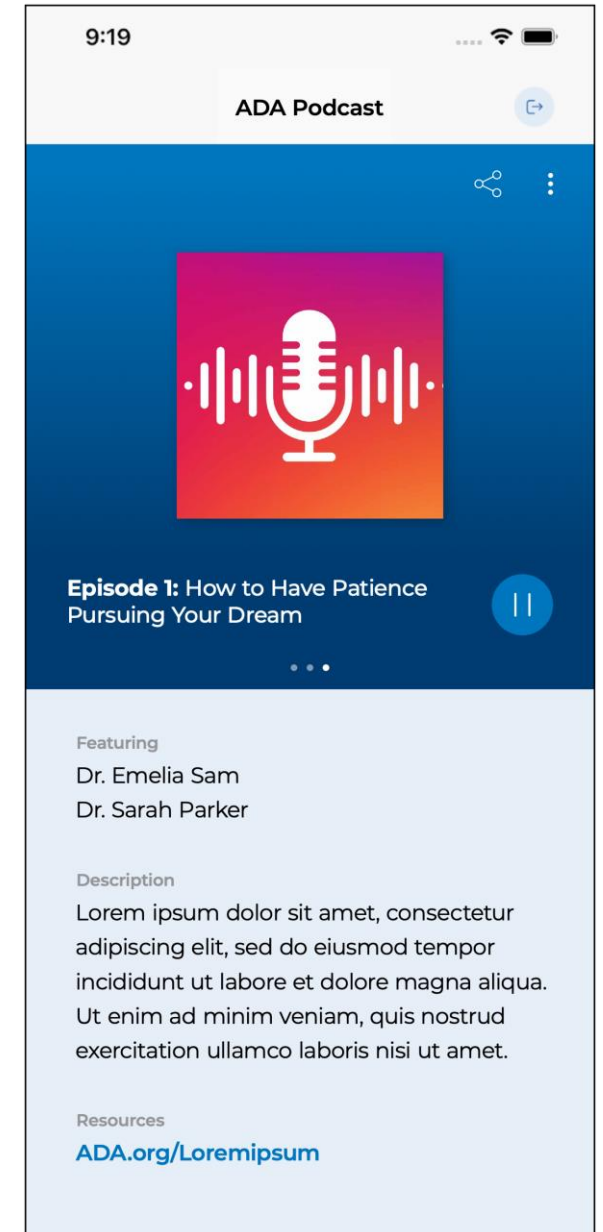 9:19
ADA Podcast
Episode 1: How to Have Patience
Pursuing Your Dream
Featuring
Dr. Emelia Sam
Dr. Sarah Parker
Description
Lorem ipsum dolor sit amet, consectetur
adipiscing elit, sed do eiusmod tempor
incididunt ut labore et dolore magna aliqua.
Ut enim ad minim veniam, quis nostrud
exercitation ullamco laboris nisi ut amet.
Resources
ADA.org/Loremipsum